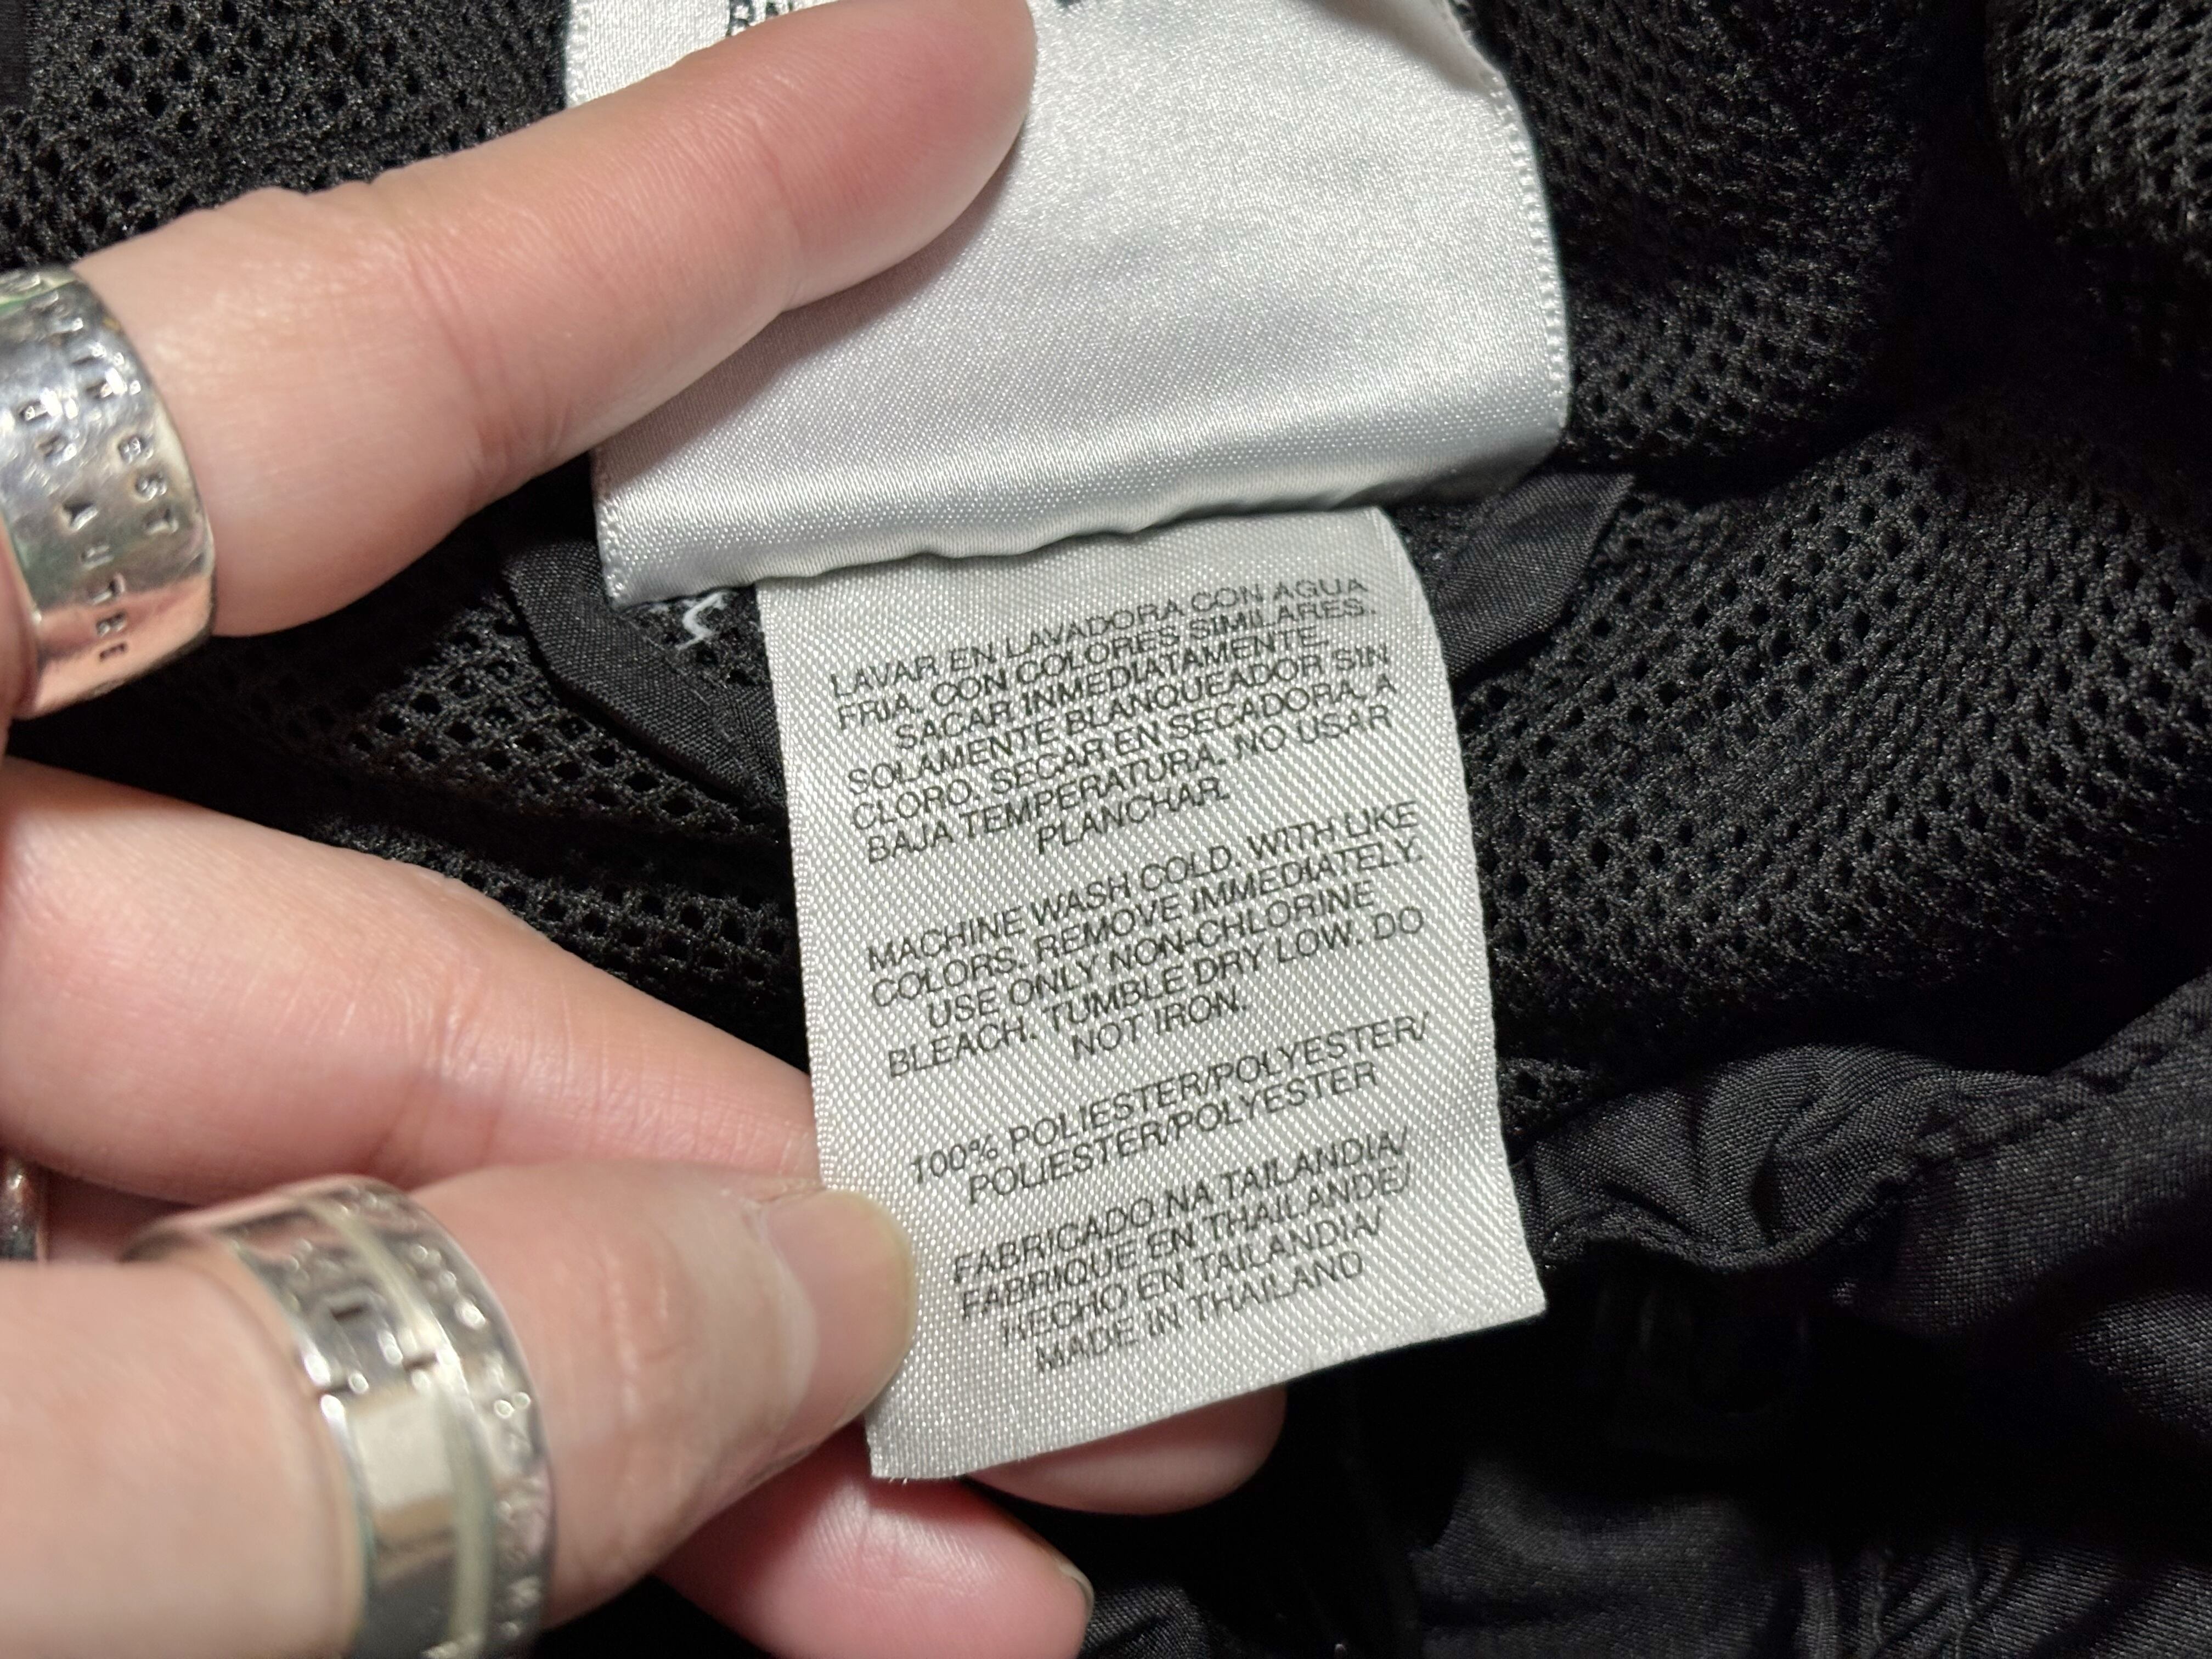 LAVAR EN LAVADORA CON AGUA
FRIA. CON COLORES SIMILARES.
SACAR INMEDIATAMENTE.
SOLAMENTE BLANQUEADOR SIN
CLORO. SECAR EN SECADORA. A
BAJA TEMPERATURA. NO USAR
PLANCHAR.
MACHINE WASH COLD. WITH LIKE
COLORS. REMOVE IMMEDIATELY.
USE ONLY NON-CHLORINE
BLEACH. TUMBLE DRY LOW. DO
NOT IRON.
100% POLIESTER/POLYESTER/
POLIESTER/POLYESTER
FABRICADO NA TAILANDIA/
FABRIQUE EN THAILANDE/
HECHO EN TAILANDIA/
MADE IN THAILAND